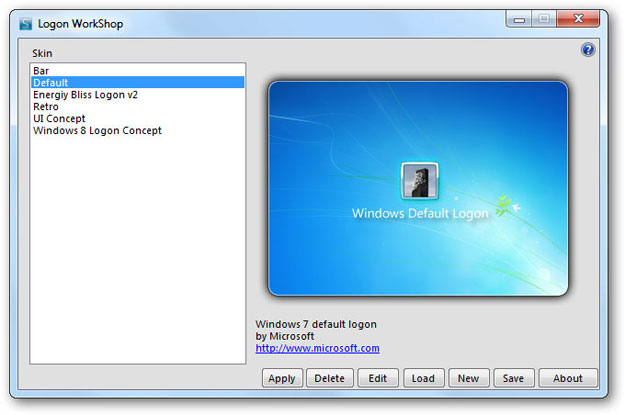 Logon WorkShop
Skin
Bar
Default
Energiy Bliss Logon v2
Retro
UI Concept
Windows 8 Logon Concept
Windows Default Logon
Windows 7 default logon
by Microsoft
http://www.microsoft.com
Apply Delete Edit Load New Save About